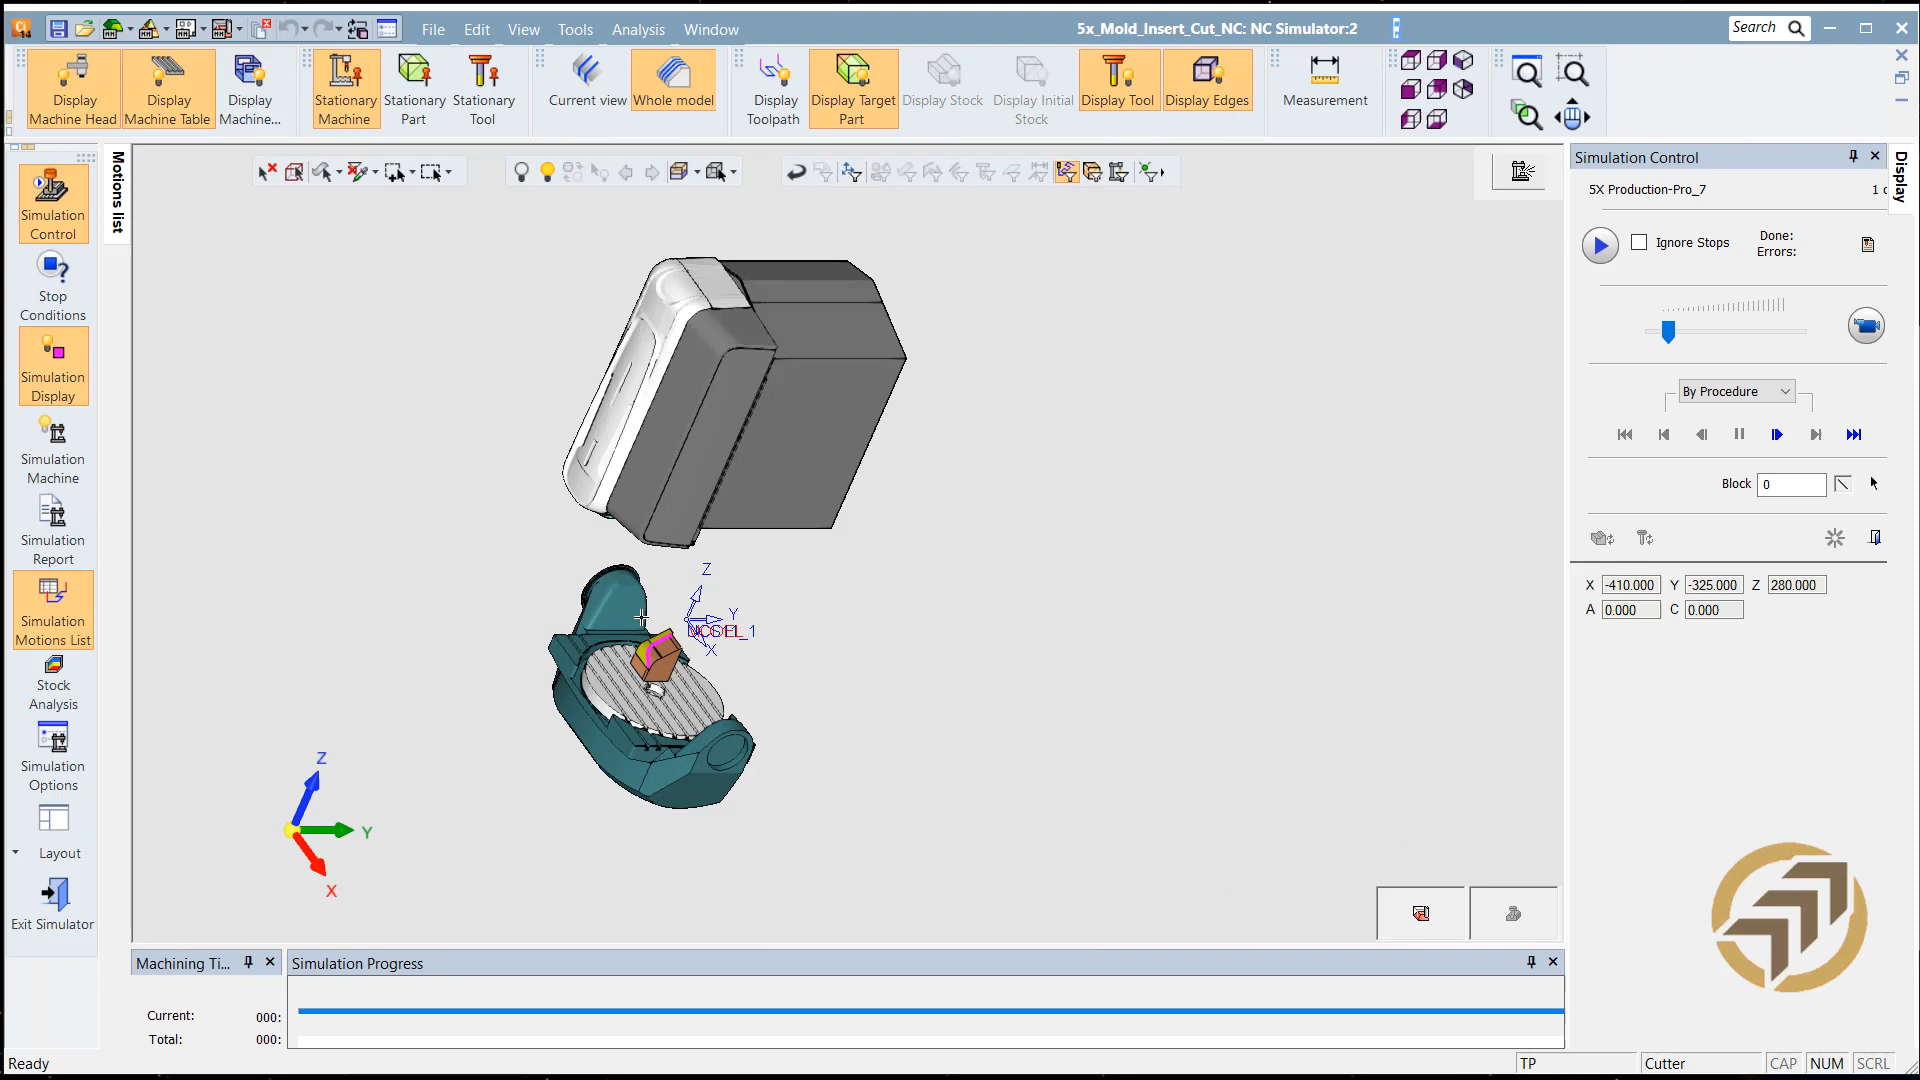 File Edit View Tools Analysis Window
5x_Mold_Insert_Cut_NC: NC Simulator:2
Search
Display Machine Head
Display Machine Table
Display Machine...
Stationary Machine
Stationary Part
Stationary Tool
Current view
Whole model
Display Toolpath
Display Target Part
Display Stock
Display Initial Stock
Display Tool
Display Edges
Measurement
Simulation Control
Stop Conditions
Simulation Display
Simulation Machine
Simulation Report
Simulation Motions List
Stock Analysis
Simulation Options
Layout
Exit Simulator
Motions list
Z
Y
X
Z
Y
X
Simulation Control
Display
5X Production-Pro_7
1
Ignore Stops
Done:
Errors:
By Procedure
Block 0
X -410.000 Y -325.000 Z 280.000
A 0.000 C 0.000
Machining Ti...
Current: 000:
Total: 000:
Simulation Progress
Ready
TP
Cutter
CAP NUM SCRL